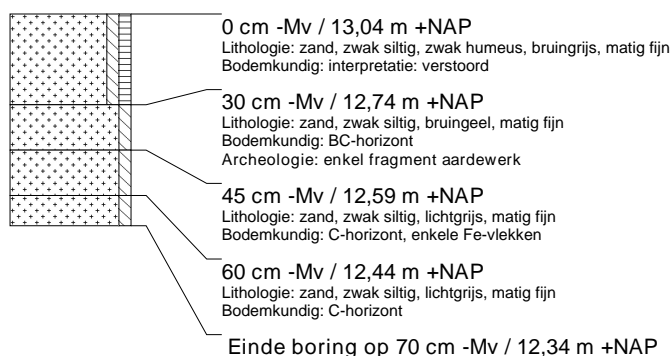 0 cm -Mv / 13,04 m +NAP
Lithologie: zand, zwak siltig, zwak humeus, bruingrijs, matig fijn
Bodemkundig: interpretatie: verstoord
30 cm -Mv / 12,74 m +NAP
Lithologie: zand, zwak siltig, bruingeel, matig fijn
Bodemkundig: BC-horizont
Archeologie: enkel fragment aardewerk
45 cm -Mv / 12,59 m +NAP
Lithologie: zand, zwak siltig, lichtgrijs, matig fijn
Bodemkundig: C-horizont, enkele Fe-vlekken
60 cm -Mv / 12,44 m +NAP
Lithologie: zand, zwak siltig, lichtgrijs, matig fijn
Bodemkundig: C-horizont
Einde boring op 70 cm -Mv / 12,34 m +NAP